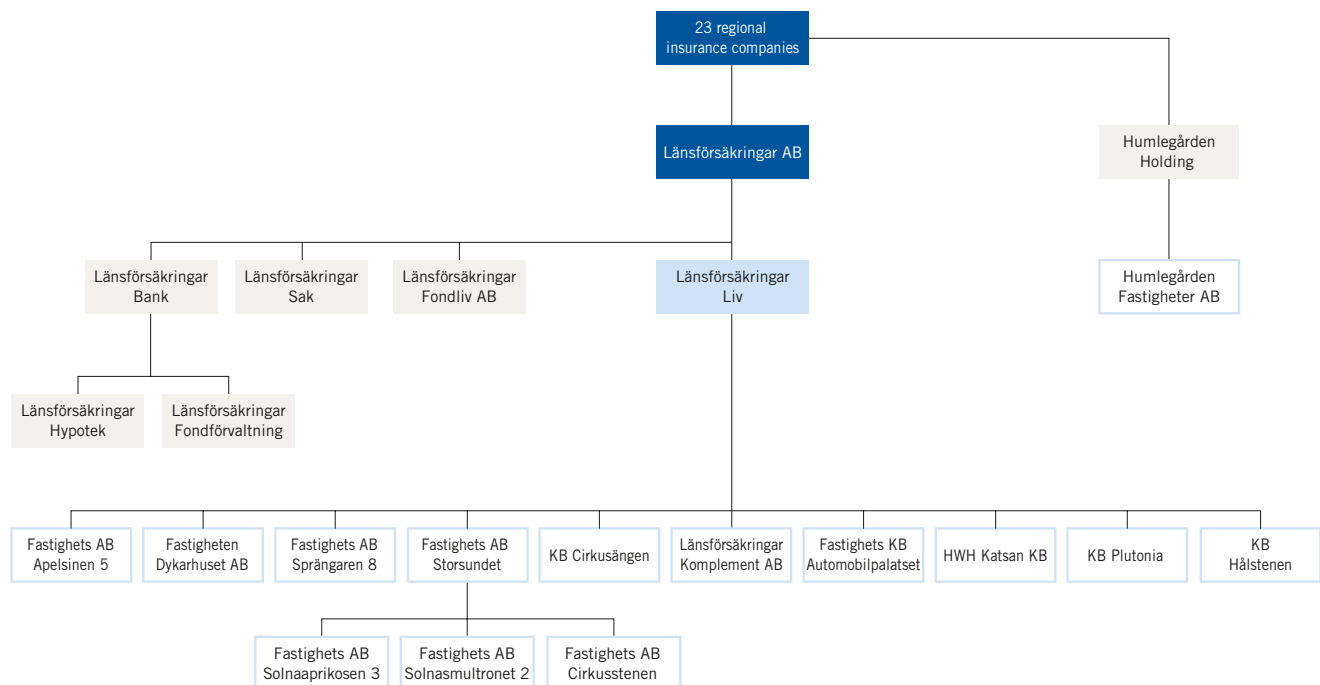 23 regional
insurance companies
Länsförsäkringar AB
Humlegården
Holding
Länsförsäkringar
Bank
Länsförsäkringar
Sak
Länsförsäkringar
Fondliv AB
Länsförsäkringar
Liv
Humlegården
Fastigheter AB
Länsförsäkringar
Hypotek
Länsförsäkringar
Fondförvaltning
Fastighets AB
Apelsinen 5
Fastigheten
Dykarhuset AB
Fastighets AB
Sprängaren 8
Fastighets AB
Storsundet
KB Cirkusängen
Länsförsäkringar
Komplement AB
Fastighets KB
Automobilpalatset
HWH Katsan KB
KB Plutonia
KB
Hålstenen
Fastighets AB
Solnaaprikosen 3
Fastighets AB
Solnasmultronet 2
Fastighets AB
Cirkusstenen